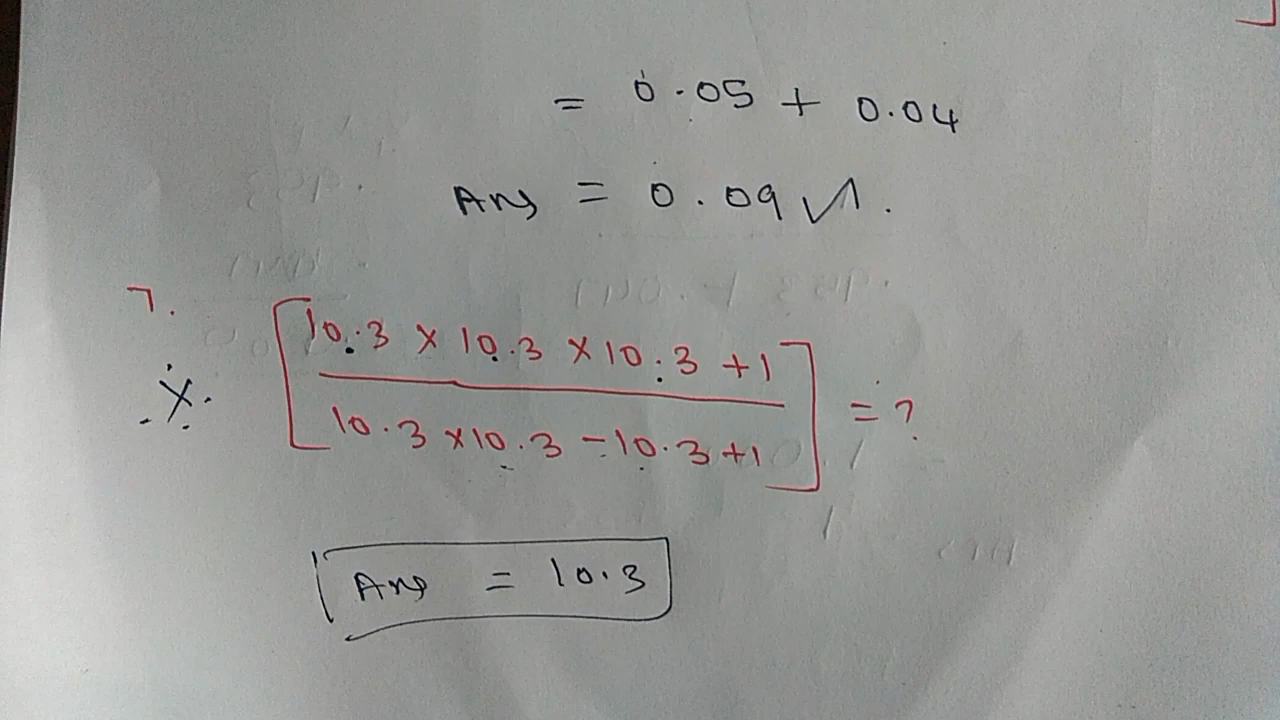 = 0.05 + 0.04
Ans = 0.09
7.
10.3 × 10.3 × 10.3 + 1
10.3 × 10.3 - 10.3 + 1
= ?
Ans = 10.3